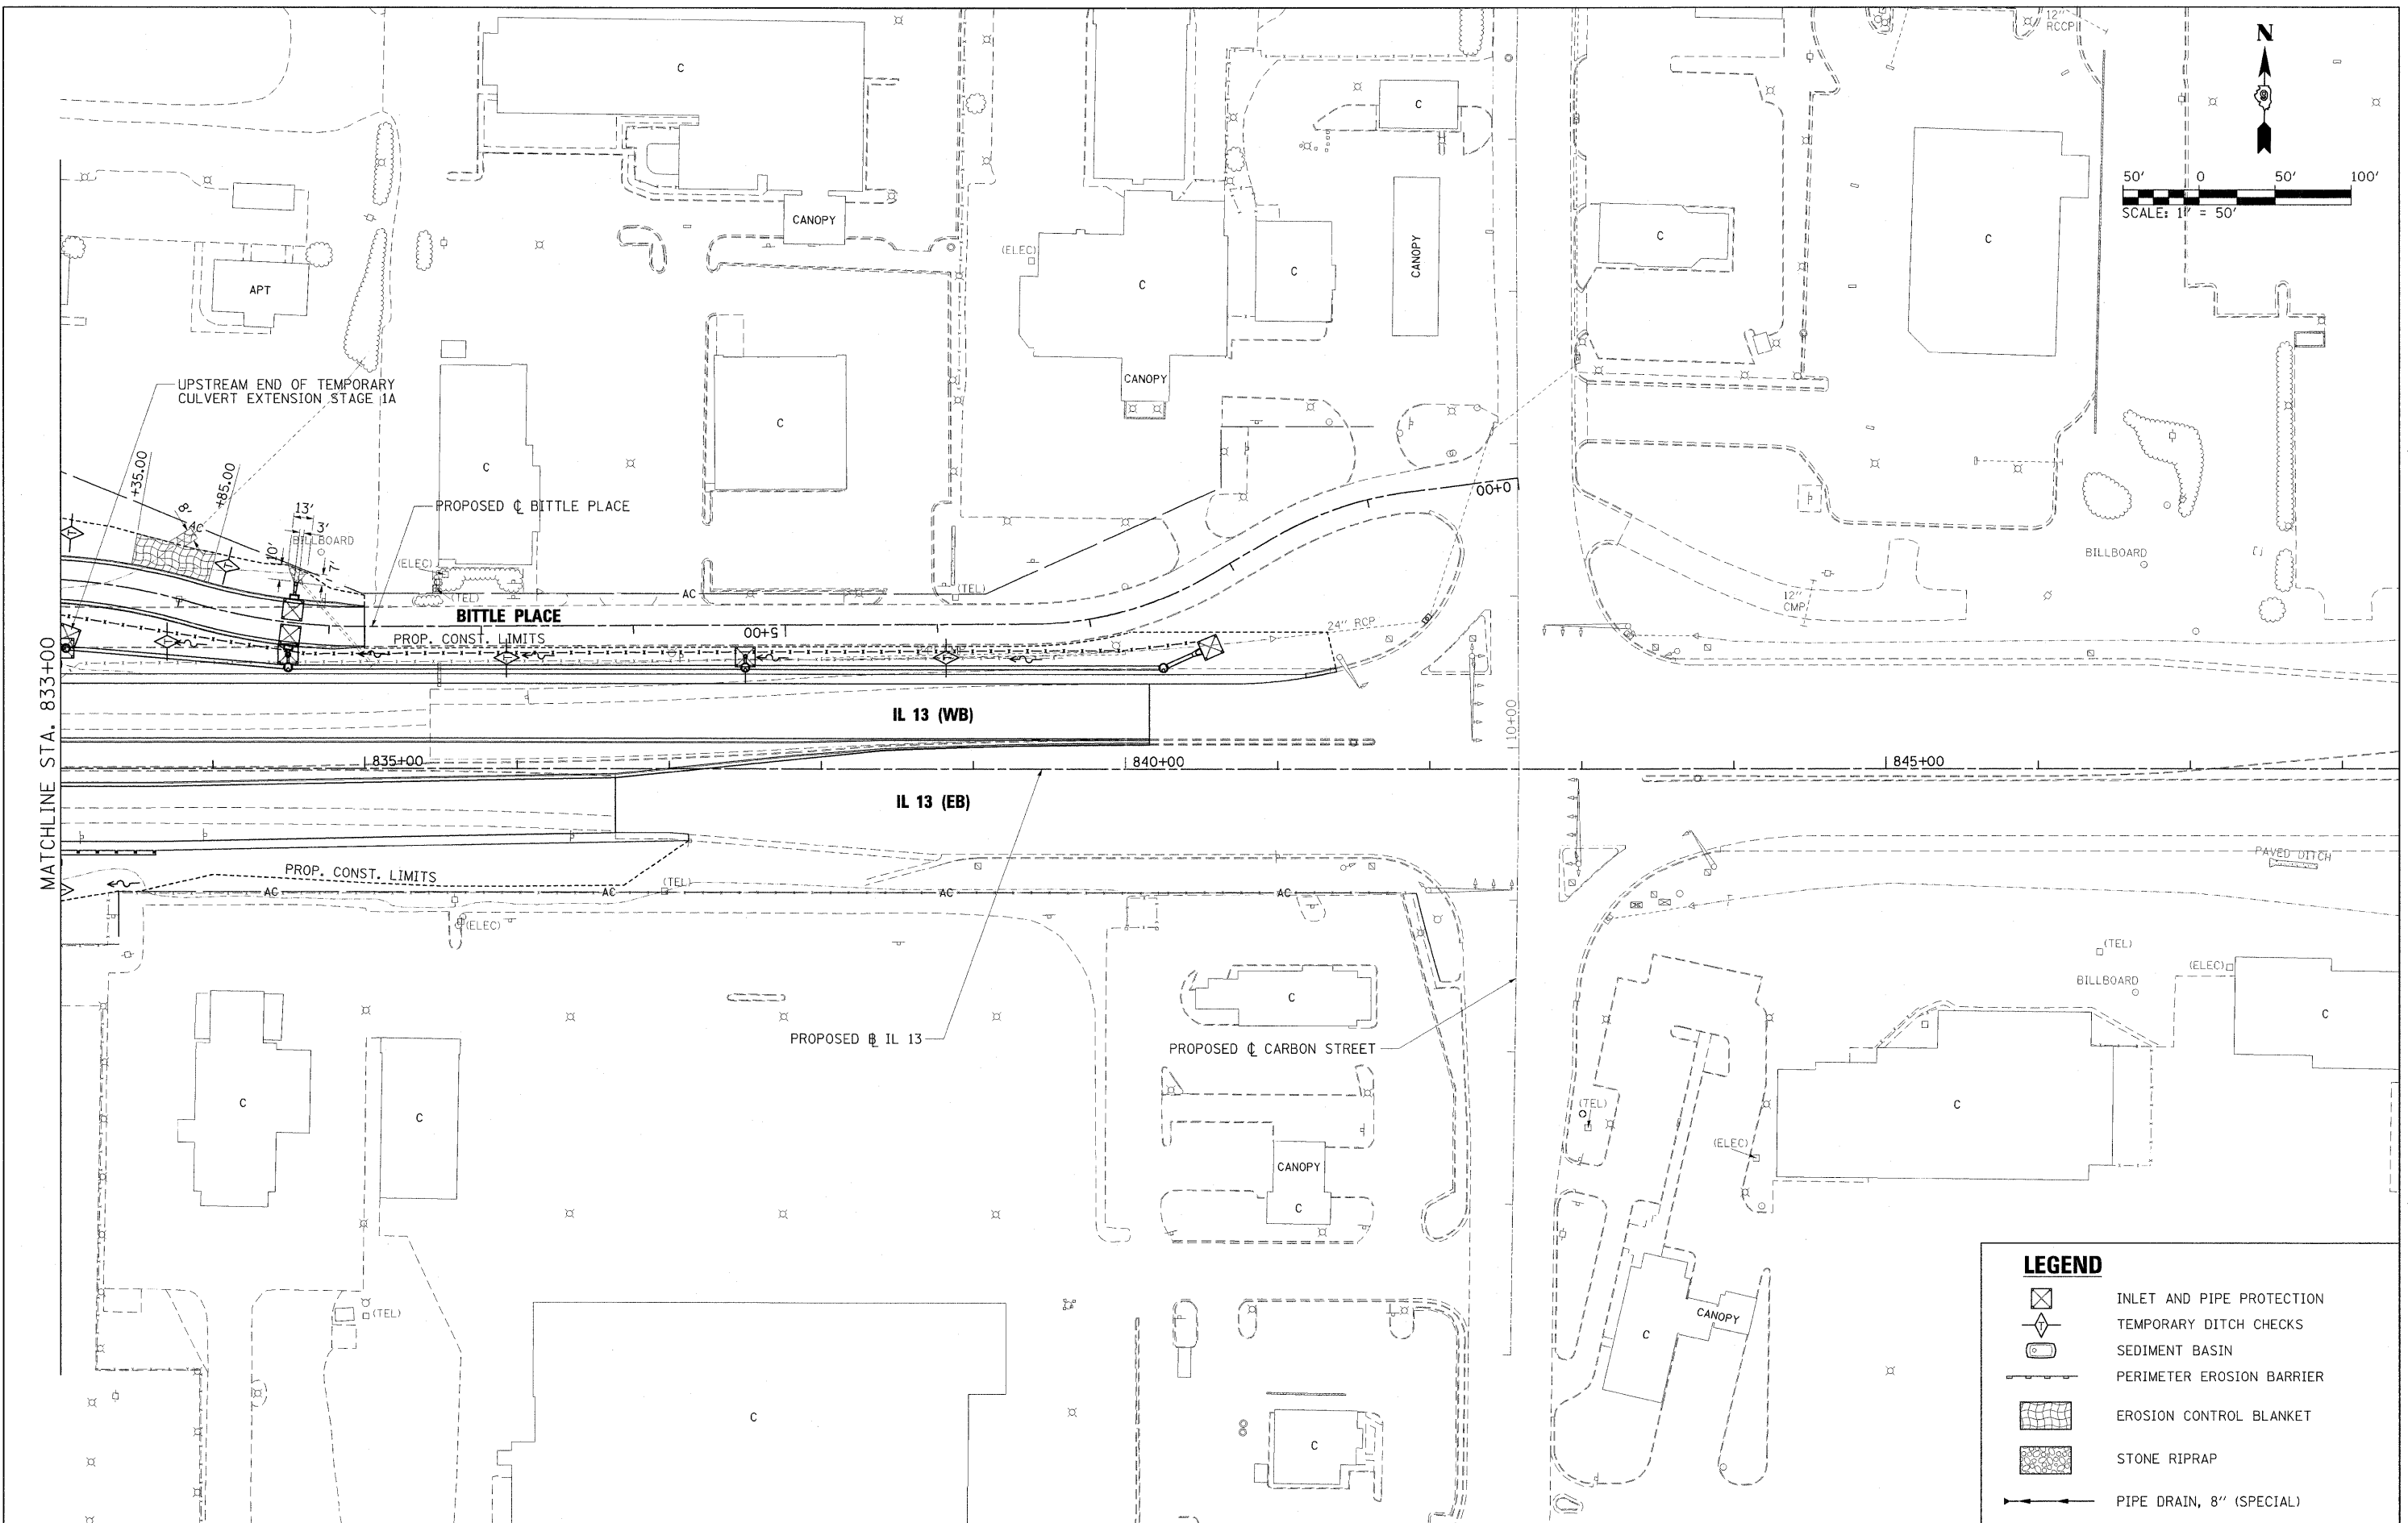 12"
RCCP
N
C
C
50' 0 50' 100'
SCALE: 1" = 50'
CANOPY
(ELEC)
C
C
CANOPY
C
C
APT
CANOPY
UPSTREAM END OF TEMPORARY
CULVERT EXTENSION STAGE 1A
C
C
+35.00
+85.00
8'
AC
13'
3'
10'
7'
BILLBOARD
PROPOSED ℄ BITTLE PLACE
0+00
BILLBOARD
(ELEC)
(TEL)
AC
(TEL)
12"
CMP
BITTLE PLACE
24" RCP
5+00
PROP. CONST. LIMITS
MATCHLINE STA. 833+00
IL 13 (WB)
10+00
835+00
840+00
845+00
IL 13 (EB)
PAVED DITCH
PROP. CONST. LIMITS
(TEL)
AC
AC
AC
AC
(ELEC)
(TEL)
(ELEC)
BILLBOARD
C
C
PROPOSED ⅊ IL 13
PROPOSED ℄ CARBON STREET
C
C
(TEL)
C
(ELEC)
CANOPY
C
(TEL)
CANOPY
C
C
C
LEGEND
INLET AND PIPE PROTECTION
T TEMPORARY DITCH CHECKS
SEDIMENT BASIN
PERIMETER EROSION BARRIER
EROSION CONTROL BLANKET
STONE RIPRAP
PIPE DRAIN, 8" (SPECIAL)